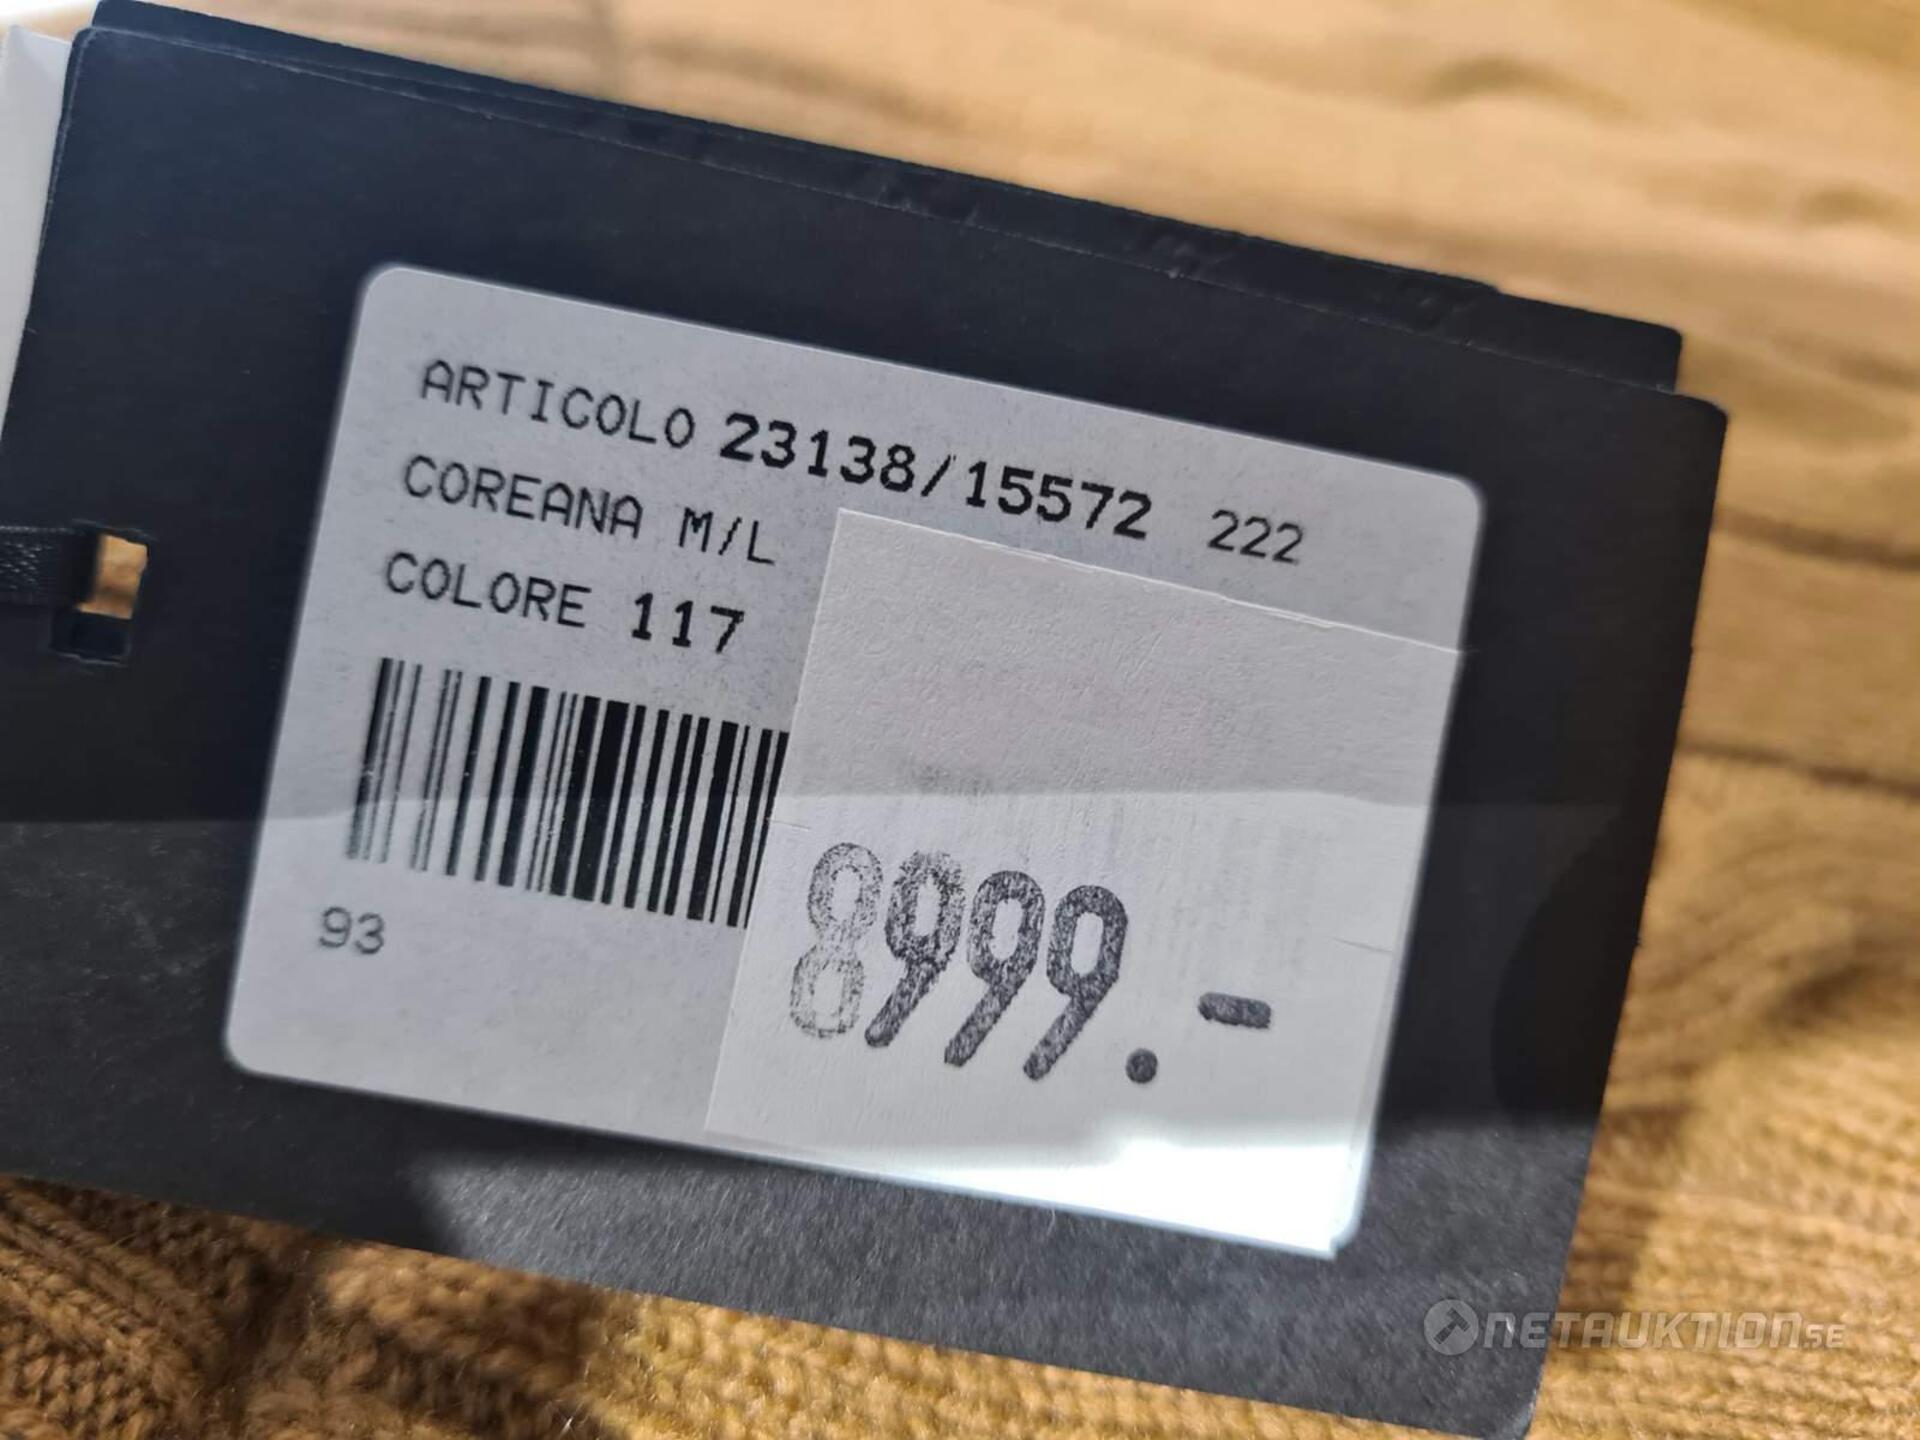 ARTICOLO 23138/15572 222
COREANA M/L
COLORE 117
93
8999.-
NETAUKTION.SE